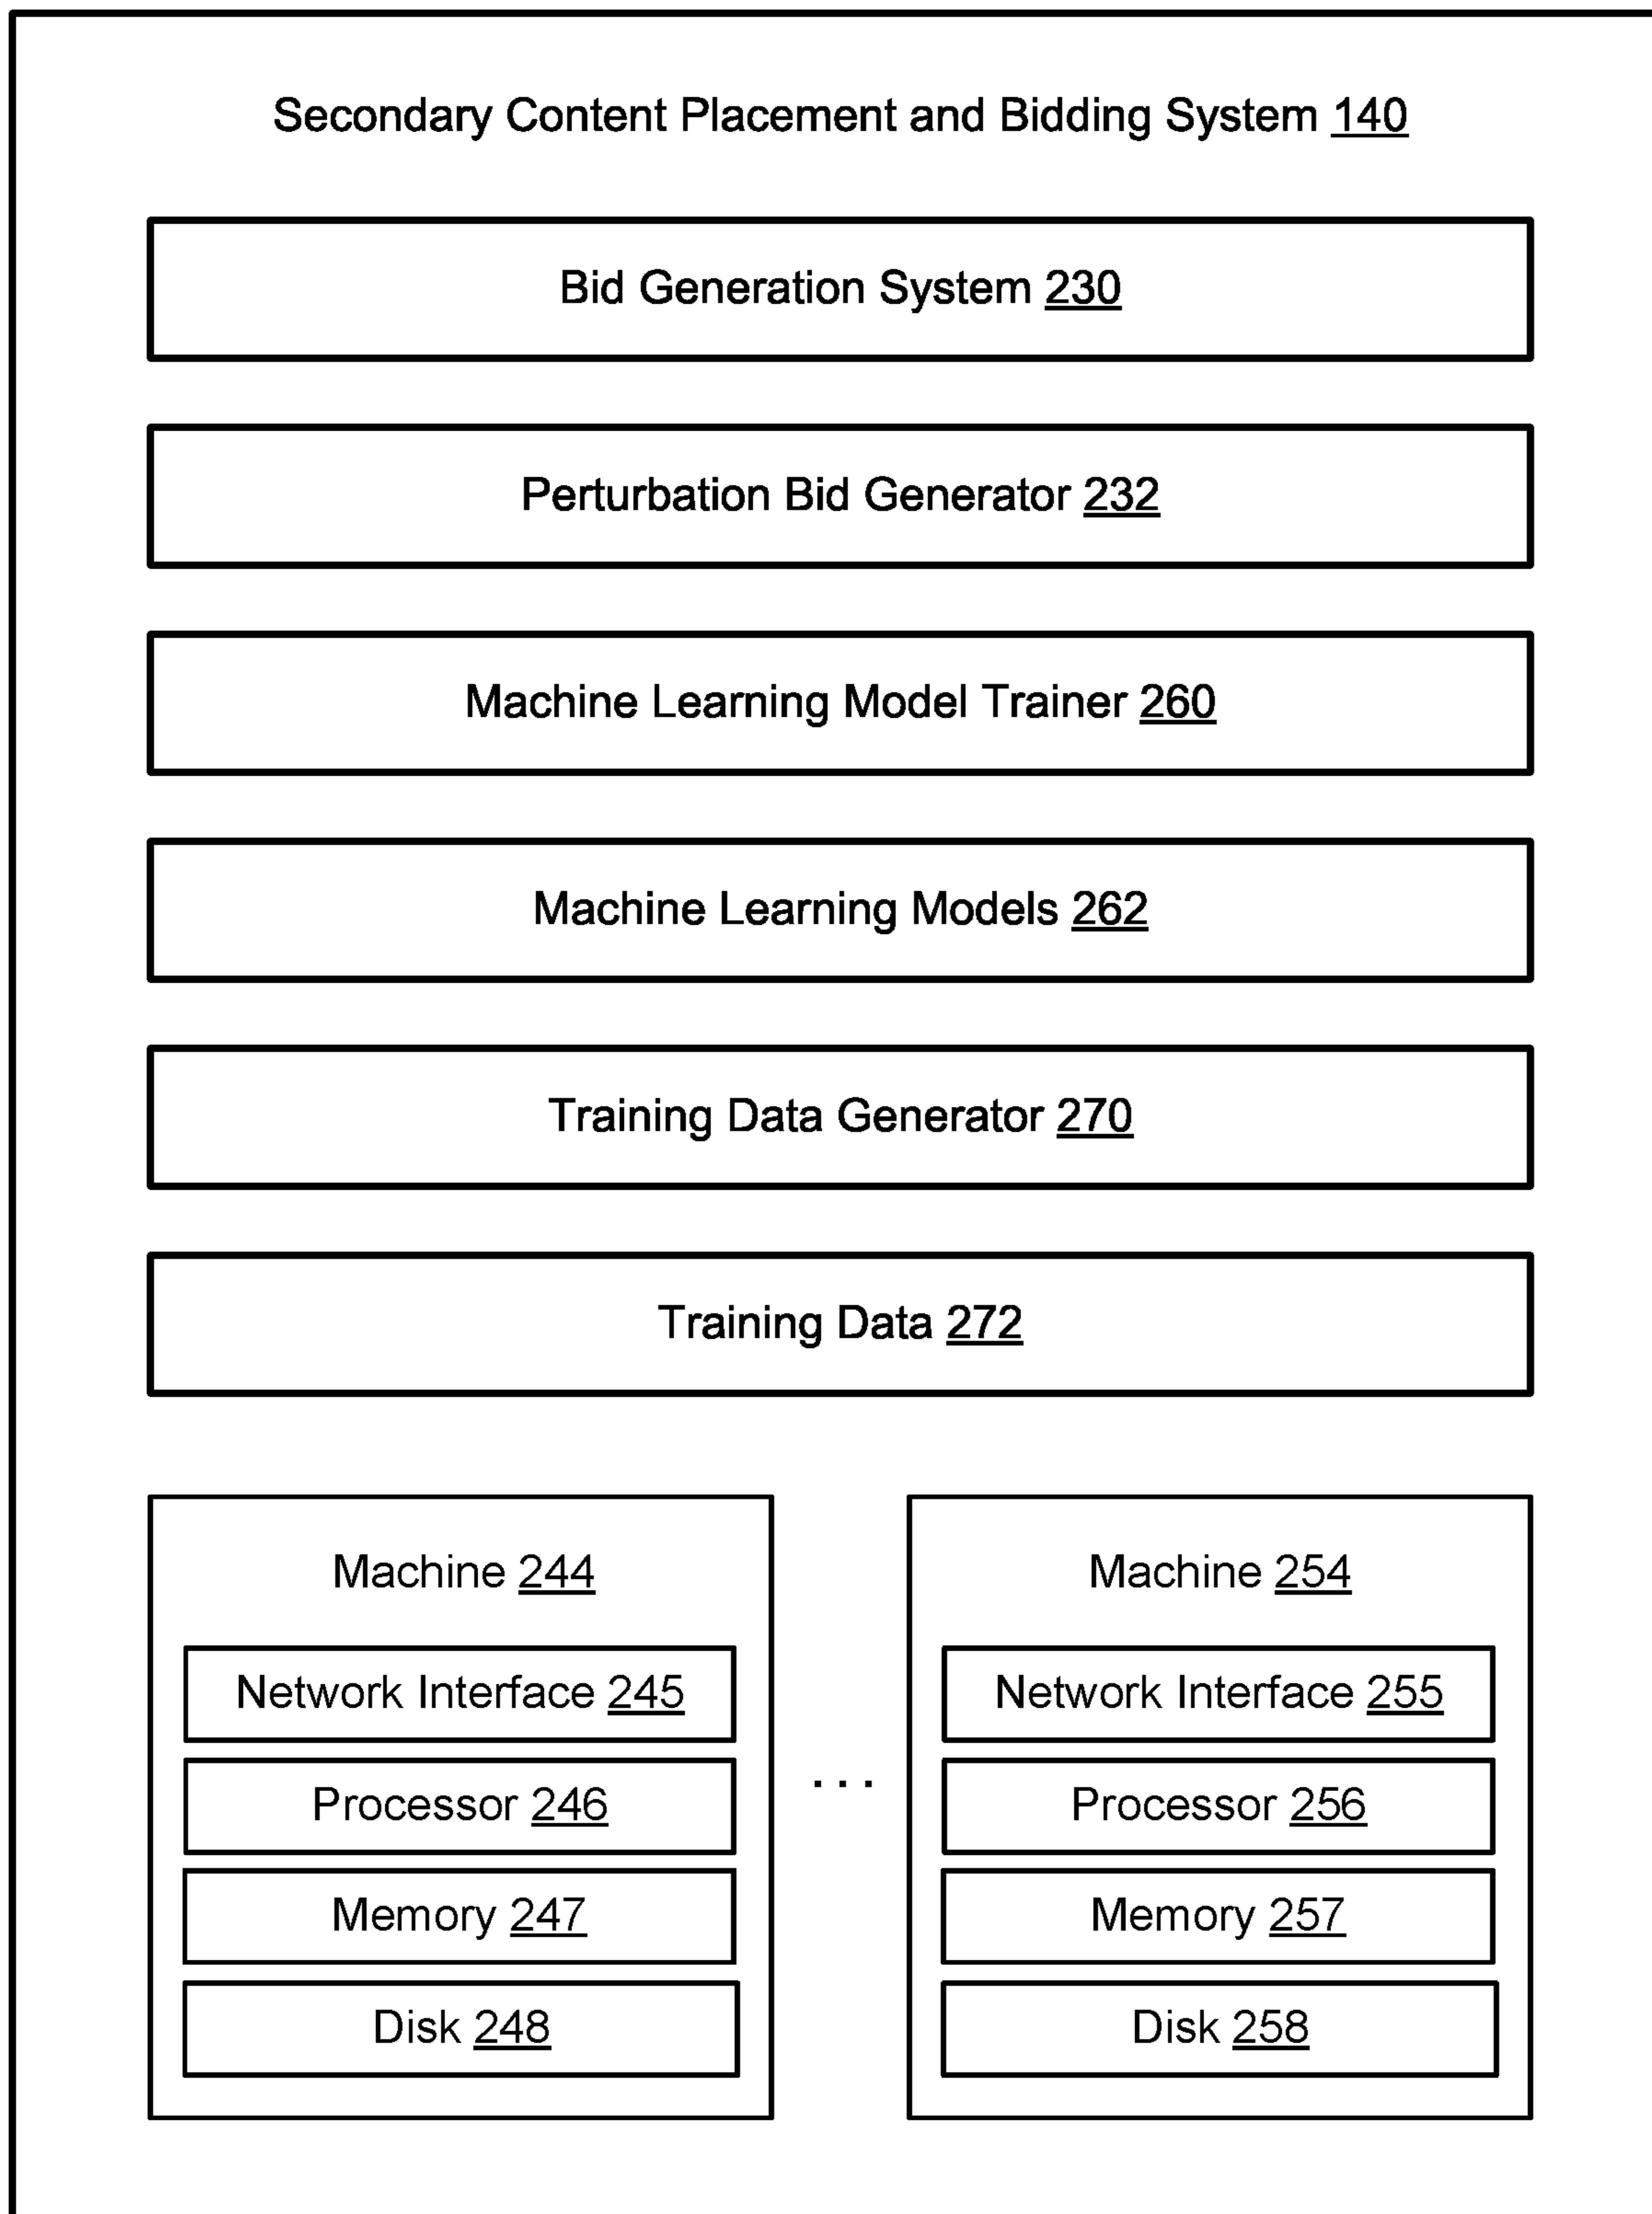 Secondary Content Placement and Bidding System 140
Bid Generation System 230
Perturbation Bid Generator 232
Machine Learning Model Trainer 260
Machine Learning Models 262
Training Data Generator 270
Training Data 272
Machine 244
Network Interface 245
Processor 246
Memory 247
Disk 248
...
Machine 254
Network Interface 255
Processor 256
Memory 257
Disk 258